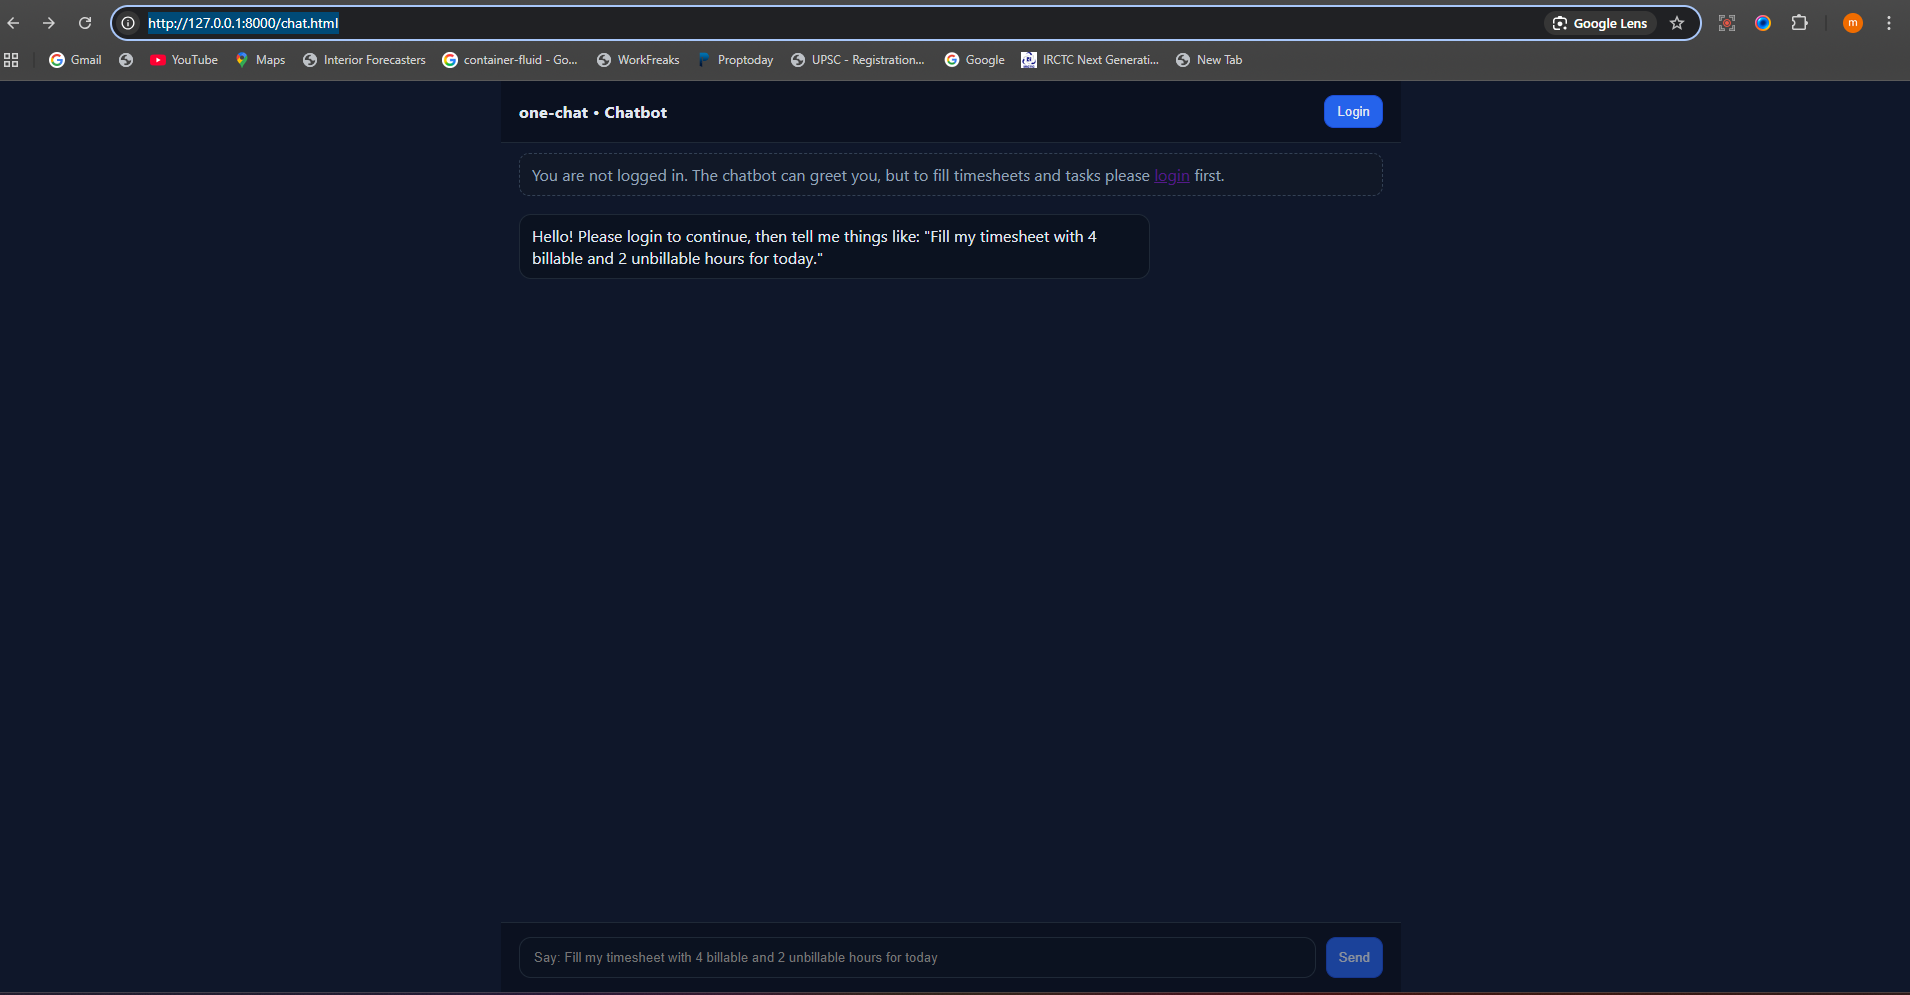 http://127.0.0.1:8000/chat.html
Google Lens
m
Gmail
YouTube
Maps
Interior Forecasters
container-fluid - Go...
WorkFreaks
Proptoday
UPSC - Registration...
Google
IRCTC Next Generati...
New Tab
one-chat • Chatbot
Login
You are not logged in. The chatbot can greet you, but to fill timesheets and tasks please login first.
Hello! Please login to continue, then tell me things like: "Fill my timesheet with 4
billable and 2 unbillable hours for today."
Say: Fill my timesheet with 4 billable and 2 unbillable hours for today
Send